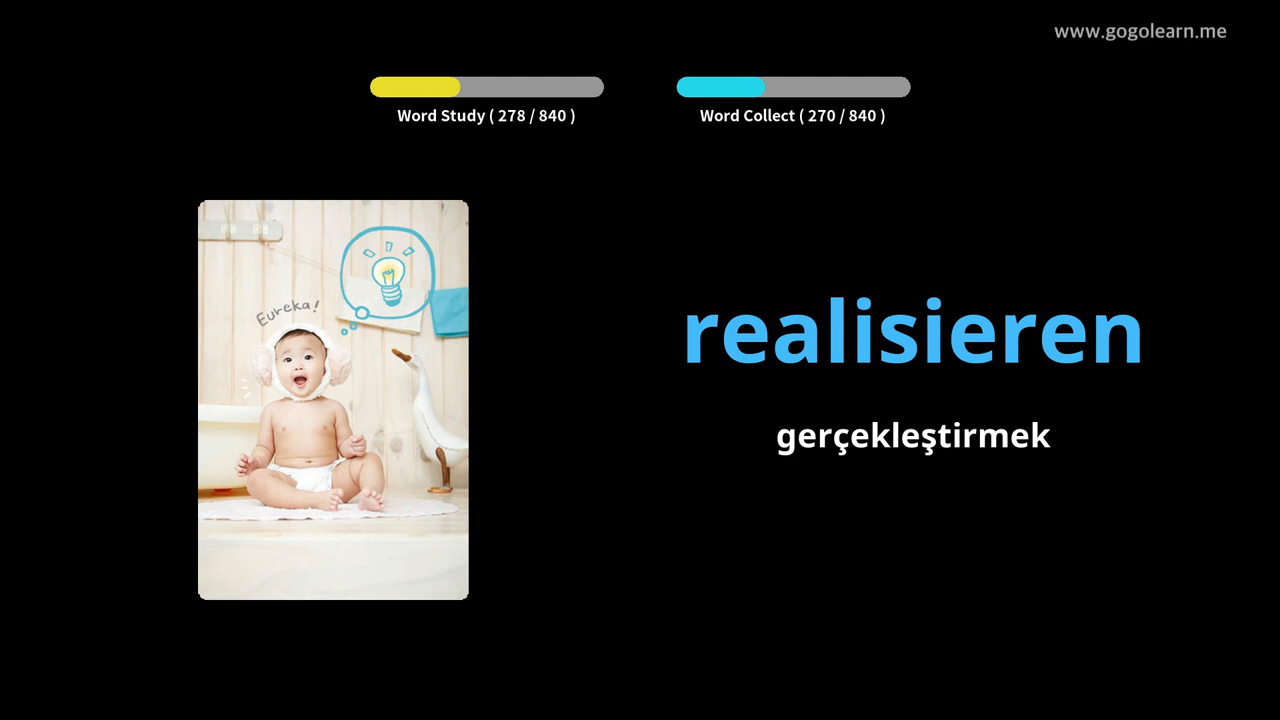 www.gogolearn.me
Word Study ( 278 / 840 )
Word Collect ( 270 / 840 )
Eureka!
realisieren
gerçekleştirmek